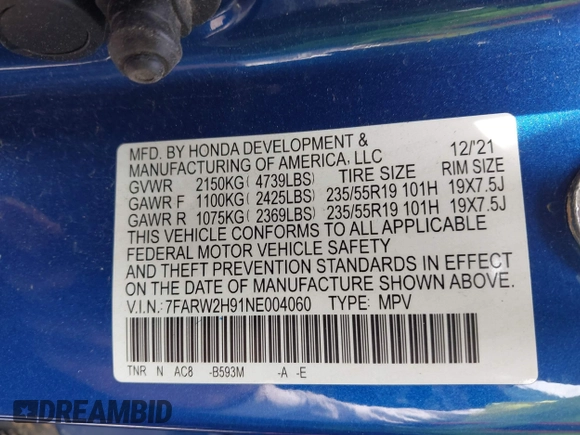 MFD. BY HONDA DEVELOPMENT &
MANUFACTURING OF AMERICA, LLC 12/'21
GVWR 2150KG( 4739LBS) TIRE SIZE RIM SIZE
GAWR F 1100KG( 2425LBS) 235/55R19 101H 19X7.5J
GAWR R 1075KG( 2369LBS) 235/55R19 101H 19X7.5J
THIS VEHICLE CONFORMS TO ALL APPLICABLE
FEDERAL MOTOR VEHICLE SAFETY
AND THEFT PREVENTION STANDARDS IN EFFECT
ON THE DATE OF MANUFACTURE SHOWN ABOVE.
V.I.N.: 7FARW2H91NE004060 TYPE: MPV
TNR N AC8 -B593M -A -E
DREAMBID